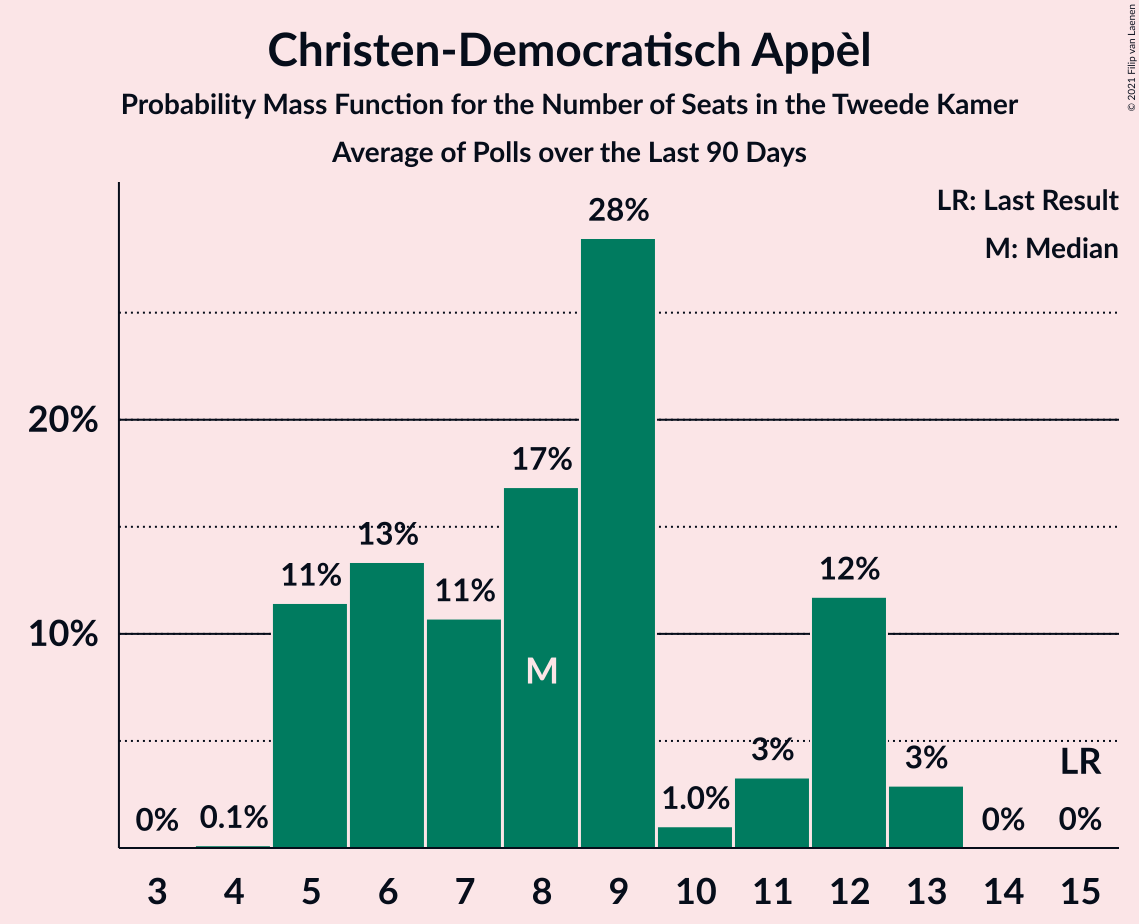 Christen-Democratisch Appèl
Probability Mass Function for the Number of Seats in the Tweede Kamer
Average of Polls over the Last 90 Days
© 2021 Filip van Laenen
LR: Last Result
M: Median
28%
20%
17%
13%
11%
11%
12%
10%
M
3%
3%
LR
0%
0.1%
1.0%
0%
0%
3 4 5 6 7 8 9 10 11 12 13 14 15